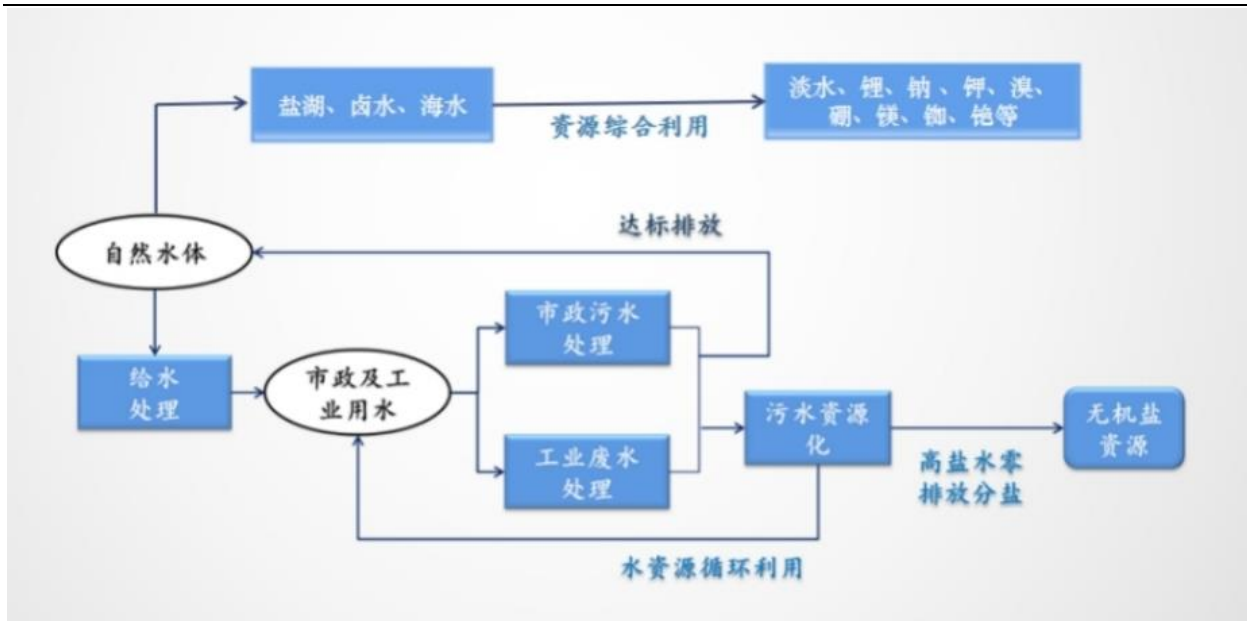 盐湖、卤水、海水
资源综合利用
淡水、锂、钠、钾、溴、
硼、镁、铷、铯等
自然水体
达标排放
给水
处理
市政及工
业用水
市政污水
处理
工业废水
处理
污水资源
化
高盐水零
排放分盐
无机盐
资源
水资源循环利用